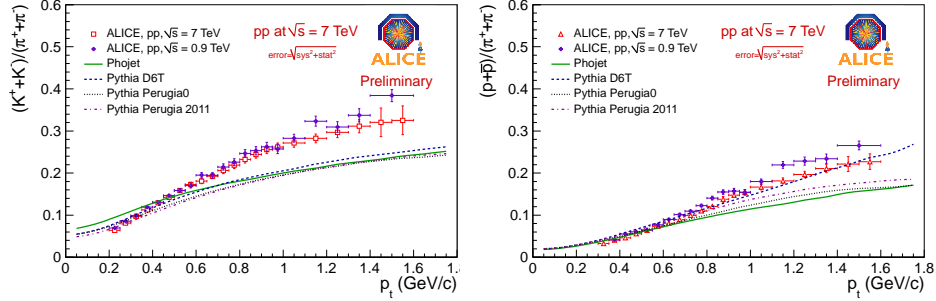 (K⁺+K⁻)/(π⁺+π⁻)
0.6
0.5
0.4
0.3
0.2
0.1
0
ALICE, pp,√s = 7 TeV
ALICE, pp,√s = 0.9 TeV
Phojet
Pythia D6T
Pythia Perugia0
Pythia Perugia 2011
pp at √s = 7 TeV
error=√sys²+stat²
ALICE
Preliminary
0 0.2 0.4 0.6 0.8 1 1.2 1.4 1.6 1.8
pₜ (GeV/c)
(p+p̄)/(π⁺+π⁻)
0.6
0.5
0.4
0.3
0.2
0.1
0
ALICE, pp,√s = 7 TeV
ALICE, pp,√s = 0.9 TeV
Phojet
Pythia D6T
Pythia Perugia0
Pythia Perugia 2011
pp at √s = 7 TeV
error=√sys²+stat²
ALICE
Preliminary
0 0.2 0.4 0.6 0.8 1 1.2 1.4 1.6 1.8
pₜ (GeV/c)